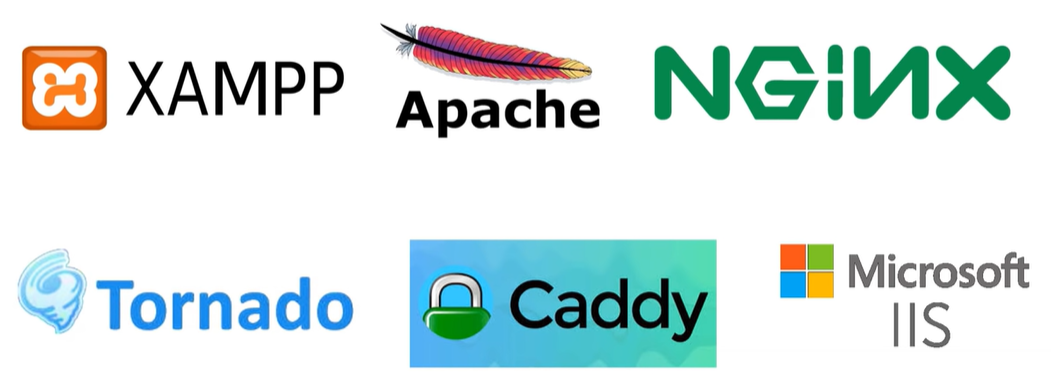 XAMPP
Apache
NGiNX
Tornado
Caddy
Microsoft
IIS